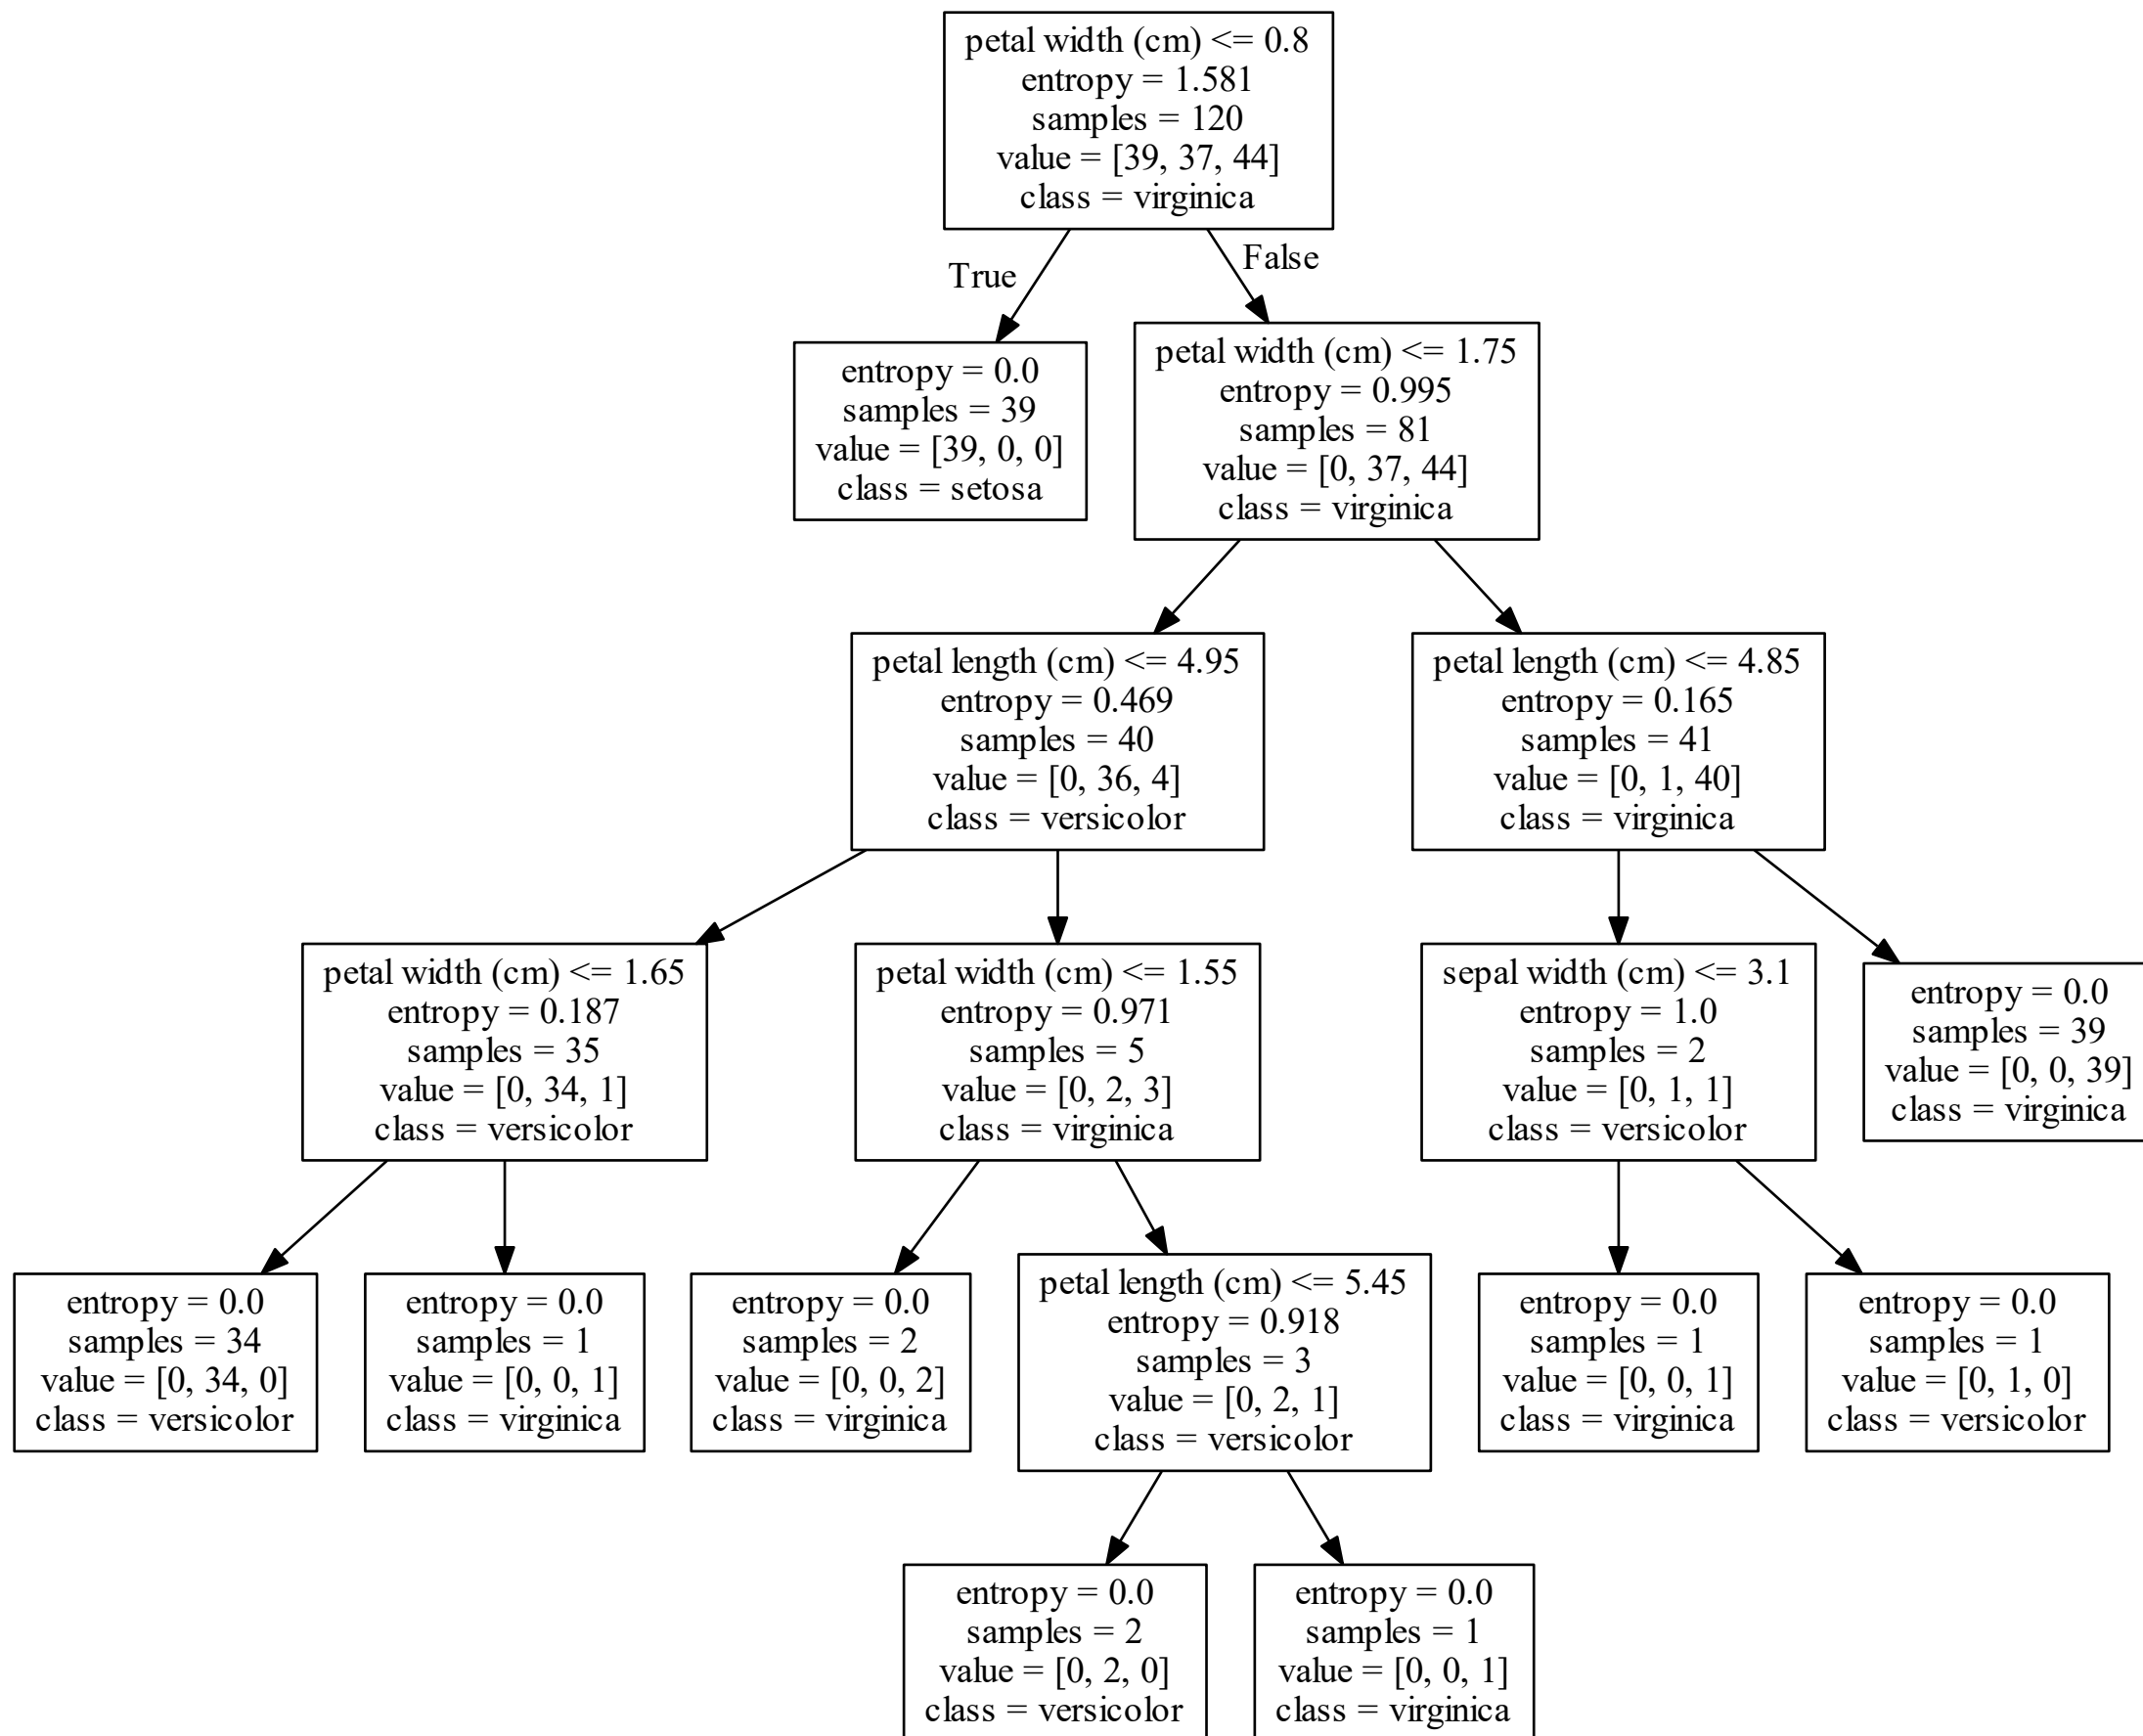 petal width (cm) <= 0.8
entropy = 1.581
samples = 120
value = [39, 37, 44]
class = virginica
True
False
entropy = 0.0
samples = 39
value = [39, 0, 0]
class = setosa
petal width (cm) <= 1.75
entropy = 0.995
samples = 81
value = [0, 37, 44]
class = virginica
petal length (cm) <= 4.95
entropy = 0.469
samples = 40
value = [0, 36, 4]
class = versicolor
petal length (cm) <= 4.85
entropy = 0.165
samples = 41
value = [0, 1, 40]
class = virginica
petal width (cm) <= 1.65
entropy = 0.187
samples = 35
value = [0, 34, 1]
class = versicolor
petal width (cm) <= 1.55
entropy = 0.971
samples = 5
value = [0, 2, 3]
class = virginica
sepal width (cm) <= 3.1
entropy = 1.0
samples = 2
value = [0, 1, 1]
class = versicolor
entropy = 0.0
samples = 39
value = [0, 0, 39]
class = virginica
entropy = 0.0
samples = 34
value = [0, 34, 0]
class = versicolor
entropy = 0.0
samples = 1
value = [0, 0, 1]
class = virginica
entropy = 0.0
samples = 2
value = [0, 0, 2]
class = virginica
petal length (cm) <= 5.45
entropy = 0.918
samples = 3
value = [0, 2, 1]
class = versicolor
entropy = 0.0
samples = 1
value = [0, 0, 1]
class = virginica
entropy = 0.0
samples = 1
value = [0, 1, 0]
class = versicolor
entropy = 0.0
samples = 2
value = [0, 2, 0]
class = versicolor
entropy = 0.0
samples = 1
value = [0, 0, 1]
class = virginica